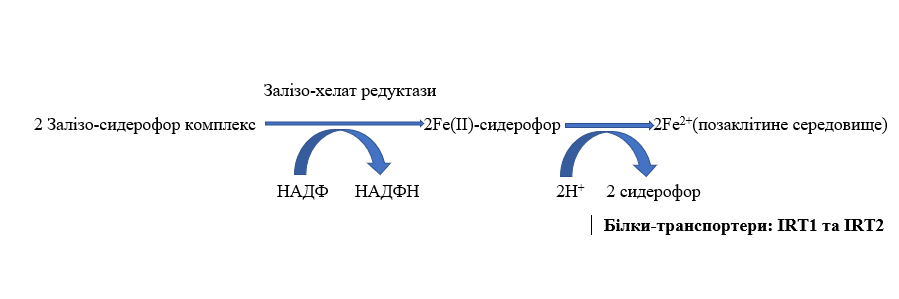 Залізо-хелат редуктази
2 Залізо-сидерофор комплекс 2Fe(II)-сидерофор 2Fe²⁺(позаклітине середовище)
НАДФ НАДФН 2H⁺ 2 сидерофор
Білки-транспортери: IRT1 та IRT2